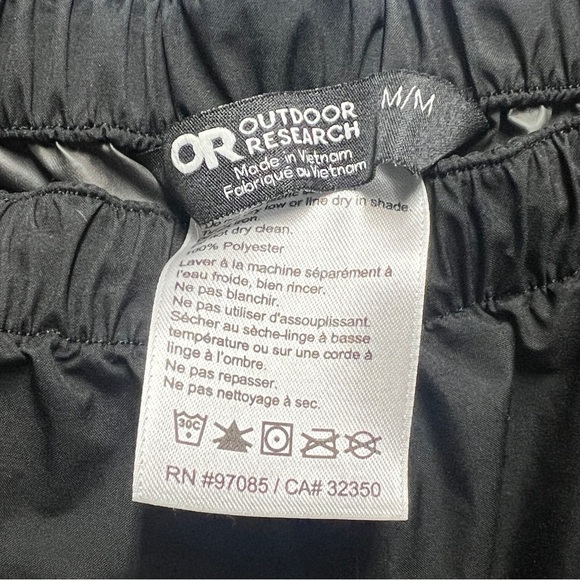 OR OUTDOOR
RESEARCH
M/M
Made in Vietnam
Fabriqué au Vietnam
low or line dry in shade.
dry clean.
100% Polyester
Laver à la machine séparément à
l'eau froide, bien rincer.
Ne pas blanchir.
Ne pas utiliser d'assouplissant.
Sécher au sèche-linge à basse
température ou sur une corde à
linge à l'ombre.
Ne pas repasser.
Ne pas nettoyage à sec.
30C
RN #97085 / CA# 32350